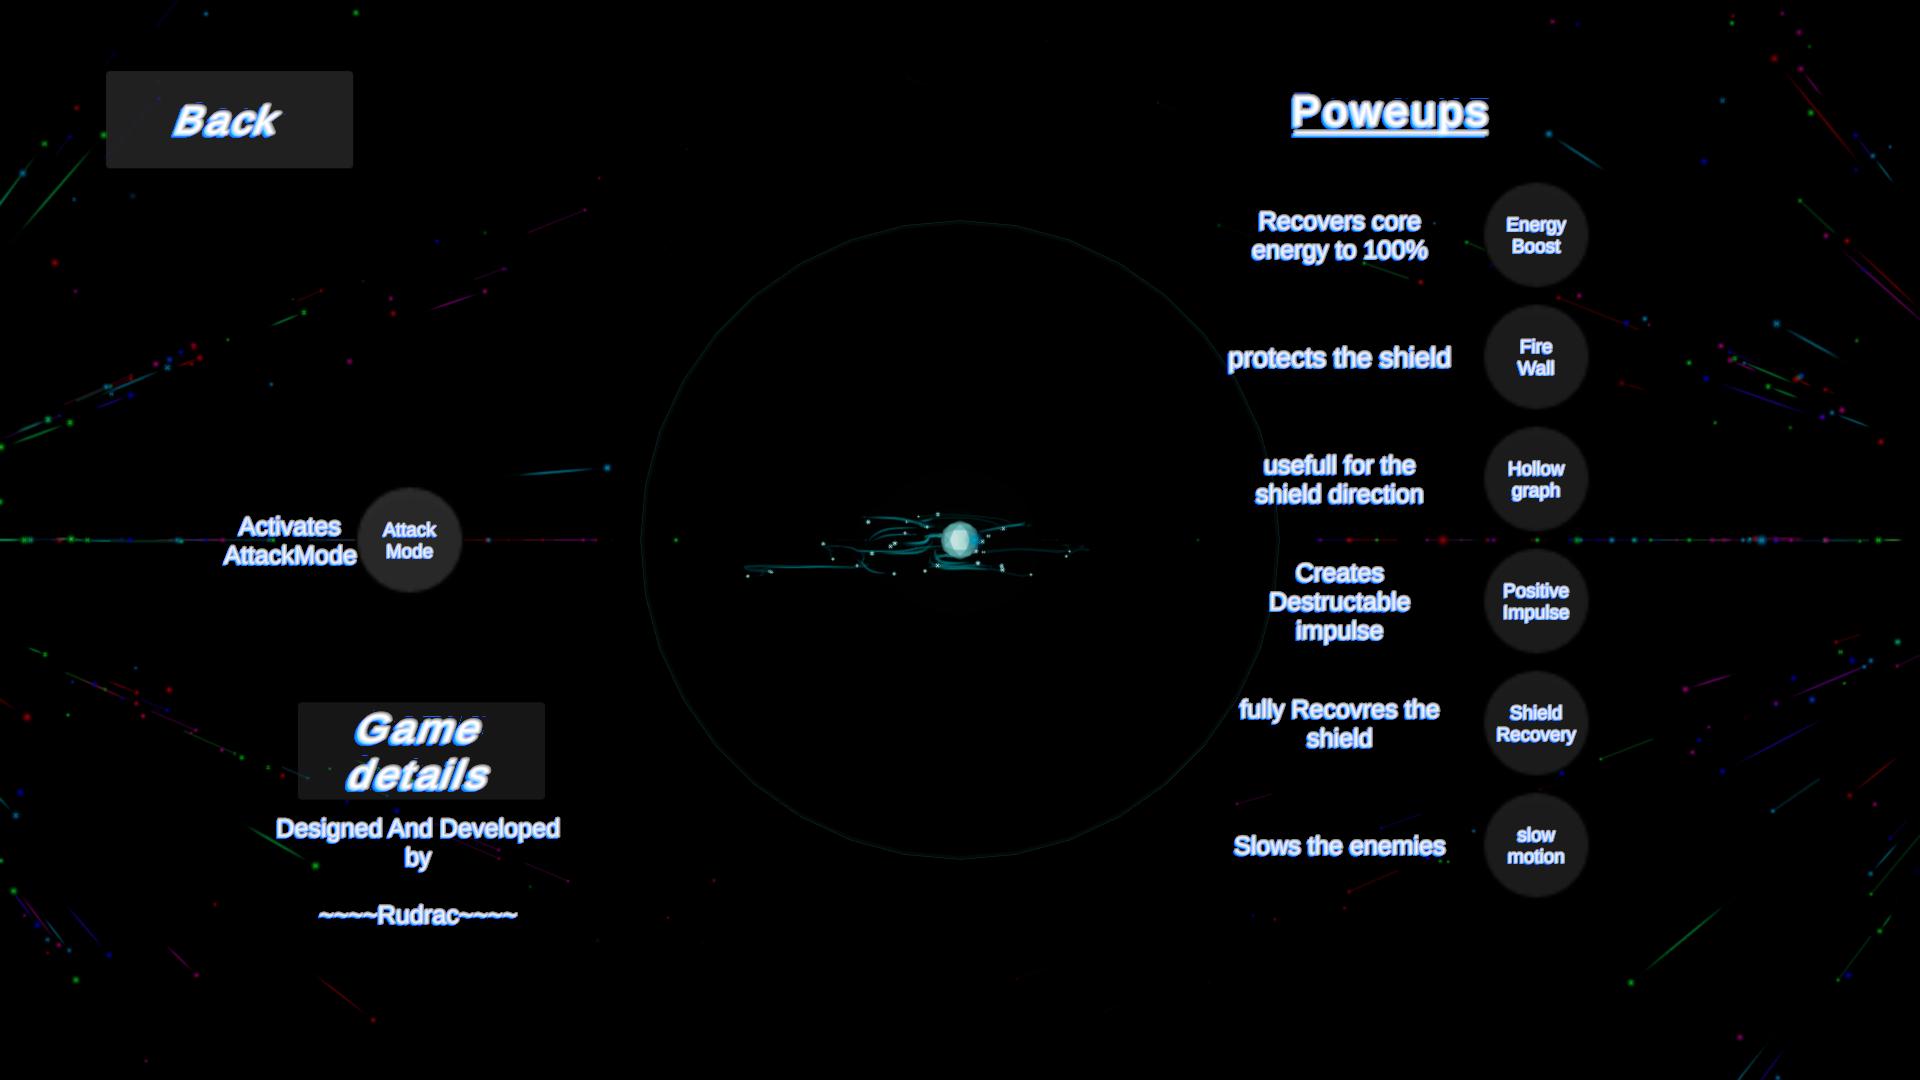 Back
Poweups
Recovers core
energy to 100%
Energy
Boost
protects the shield
Fire
Wall
usefull for the
shield direction
Hollow
graph
Activates
AttackMode
Attack
Mode
Creates
Destructable
impulse
Positive
Impulse
fully Recovres the
shield
Shield
Recovery
Game
details
Designed And Developed
by
~~~~Rudrac~~~~
Slows the enemies
slow
motion